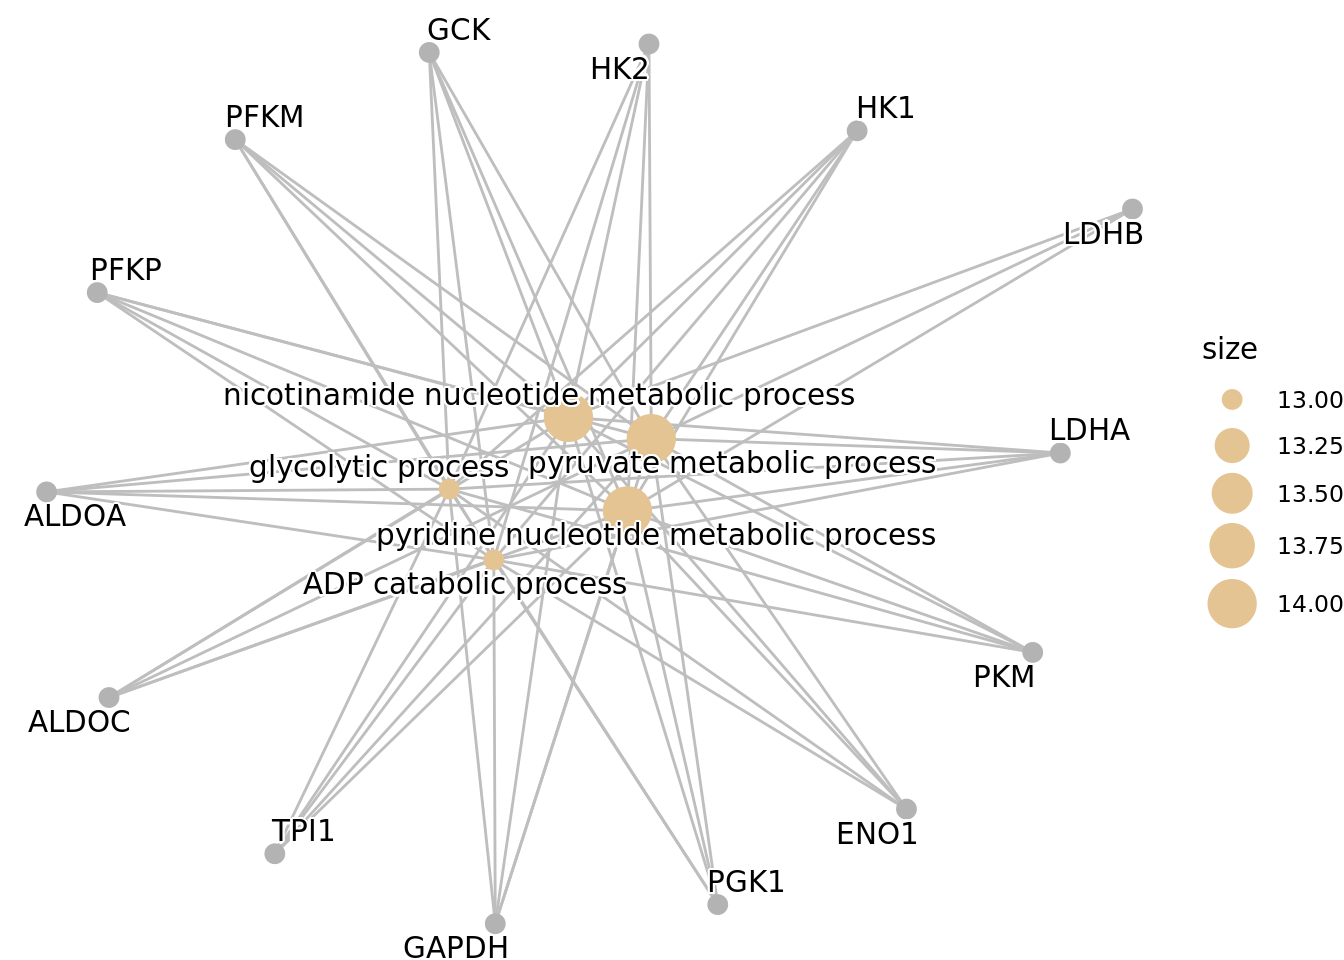 GCK
HK2
HK1
PFKM
LDHB
PFKP
size
nicotinamide nucleotide metabolic process
13.00
LDHA
13.25
glycolytic process
pyruvate metabolic process
13.50
ALDOA
pyridine nucleotide metabolic process
13.75
ADP catabolic process
14.00
PKM
ALDOC
TPI1
ENO1
PGK1
GAPDH